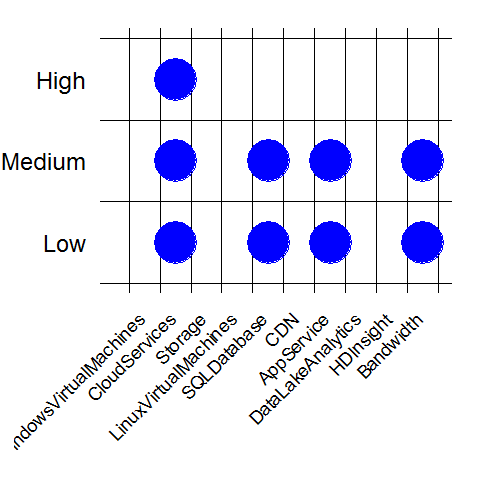 High
Medium
Low
ndowsVirtualMachines
CloudServices
Storage
LinuxVirtualMachines
SQLDatabase
CDN
AppService
DataLakeAnalytics
HDInsight
Bandwidth